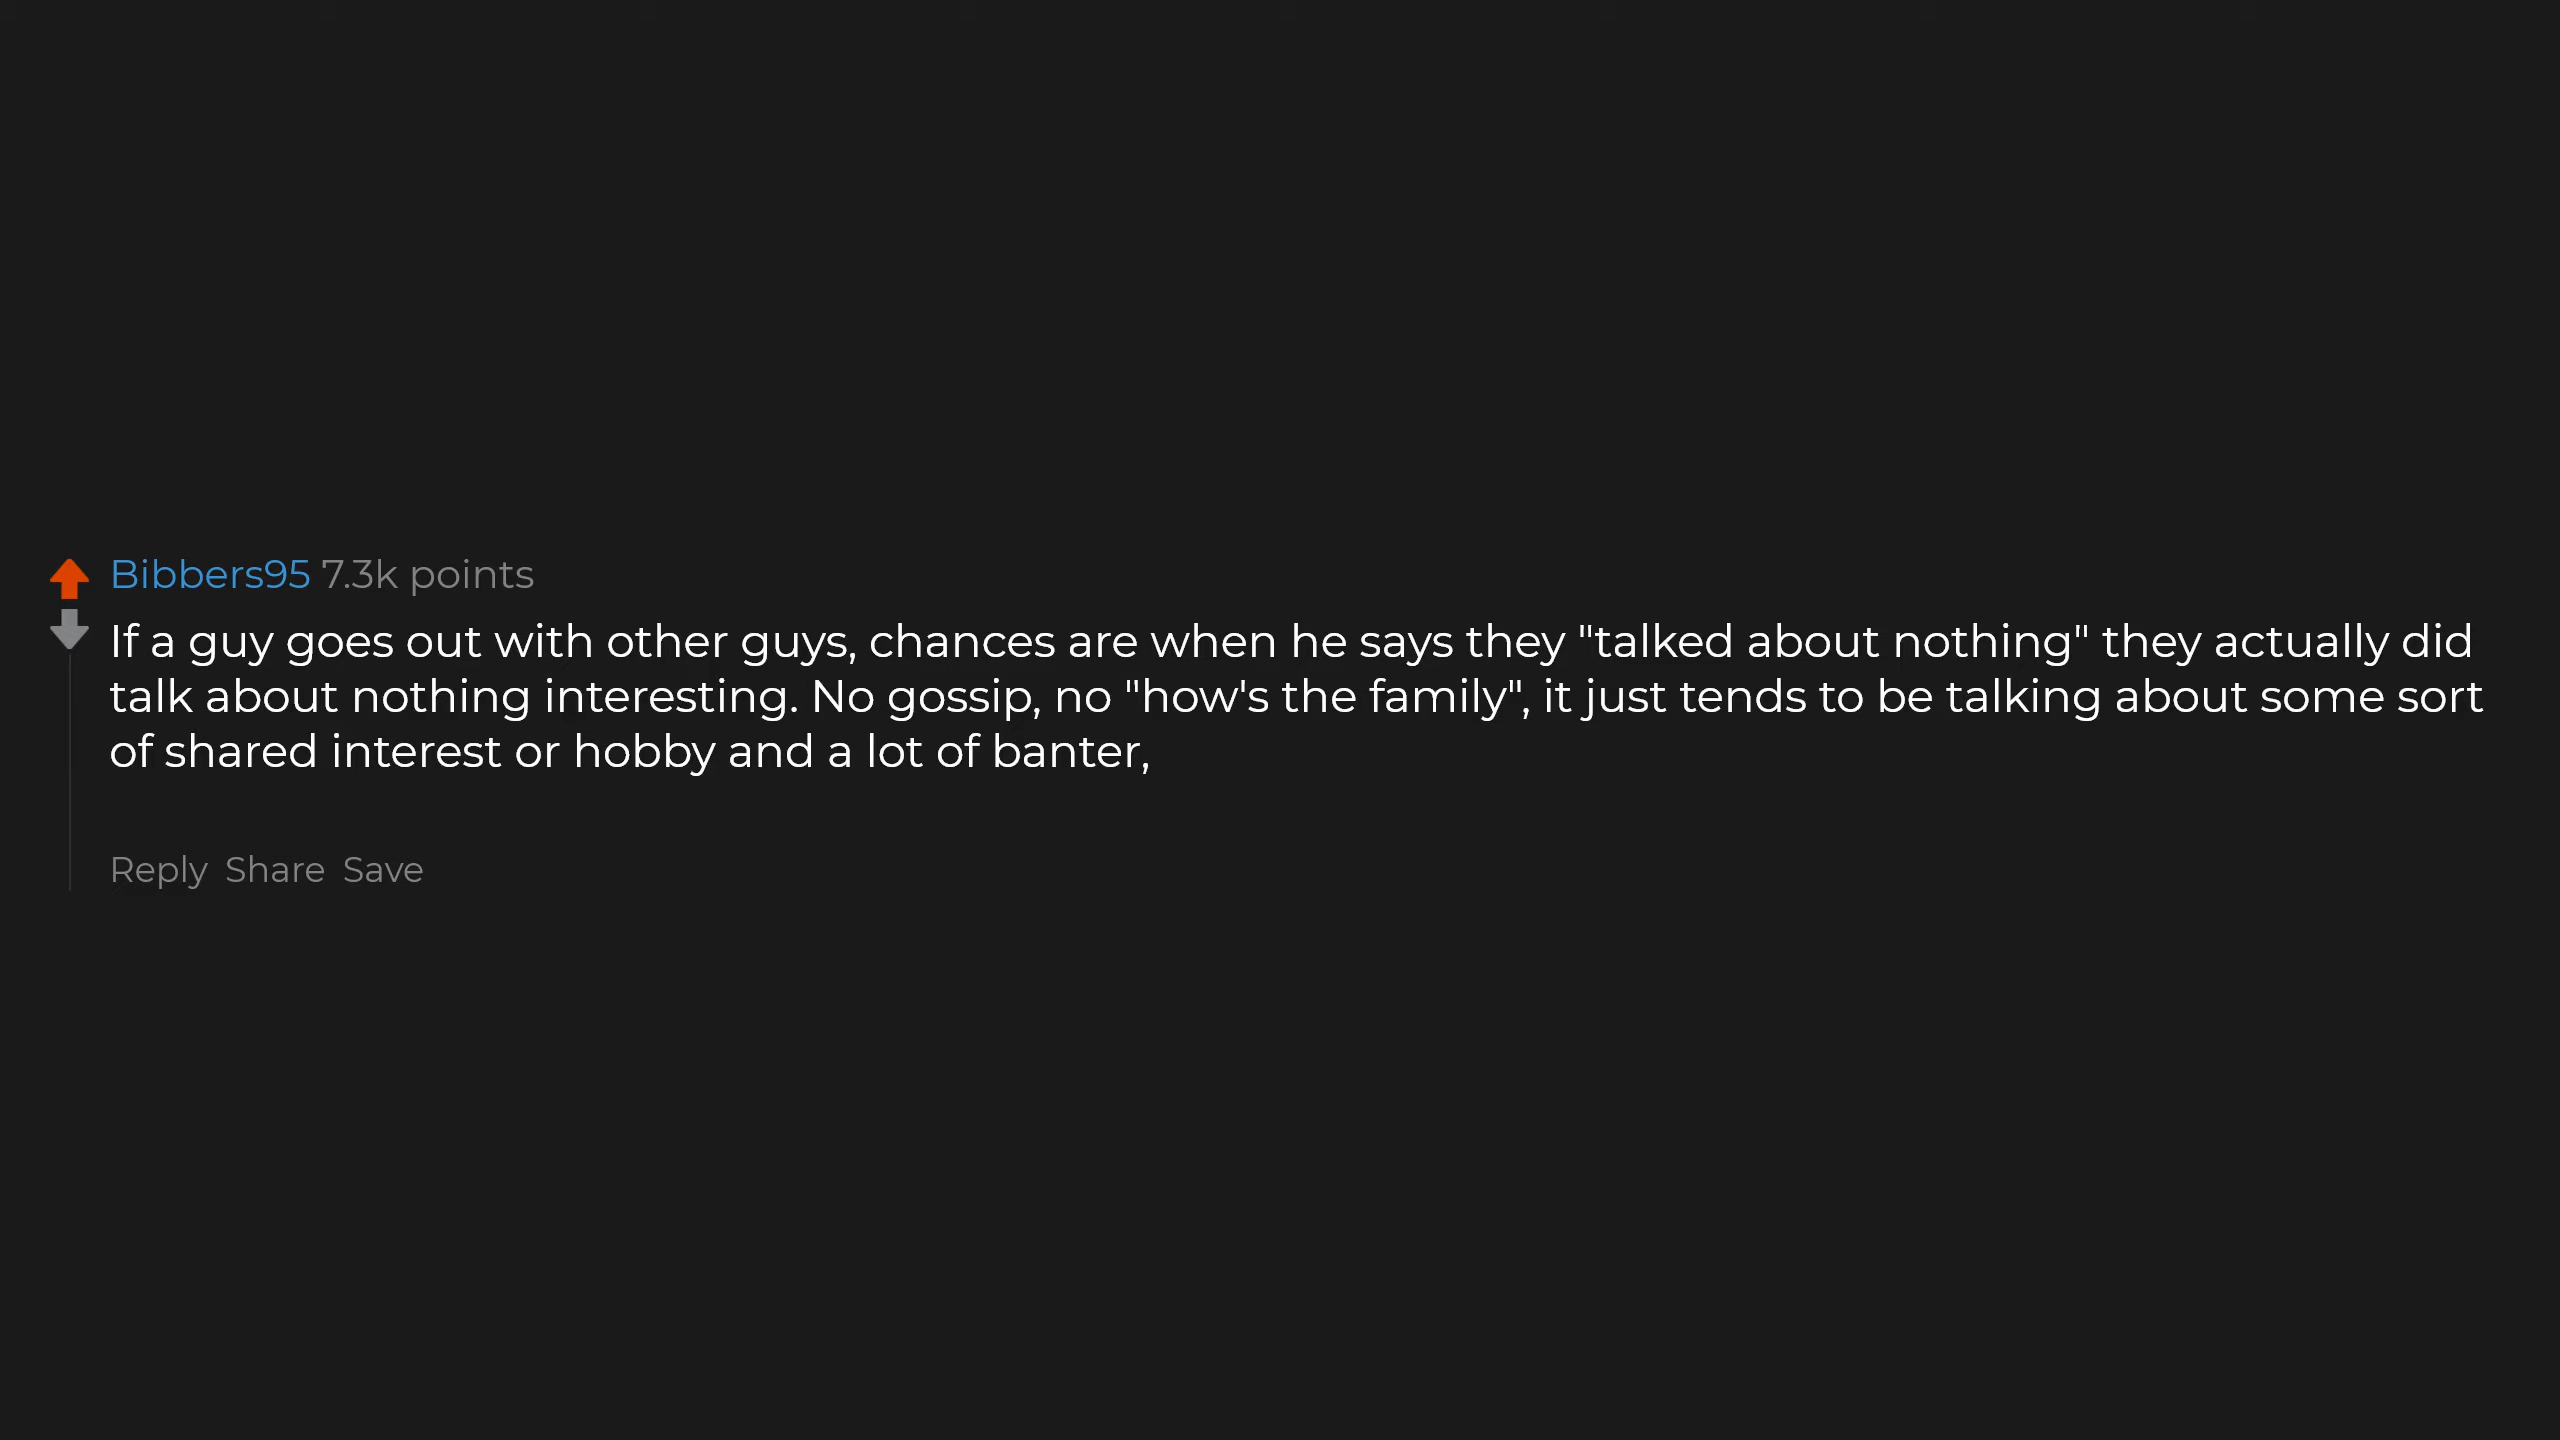 Bibbers95 7.3k points
If a guy goes out with other guys, chances are when he says they "talked about nothing" they actually did
talk about nothing interesting. No gossip, no "how's the family", it just tends to be talking about some sort
of shared interest or hobby and a lot of banter,
Reply Share Save